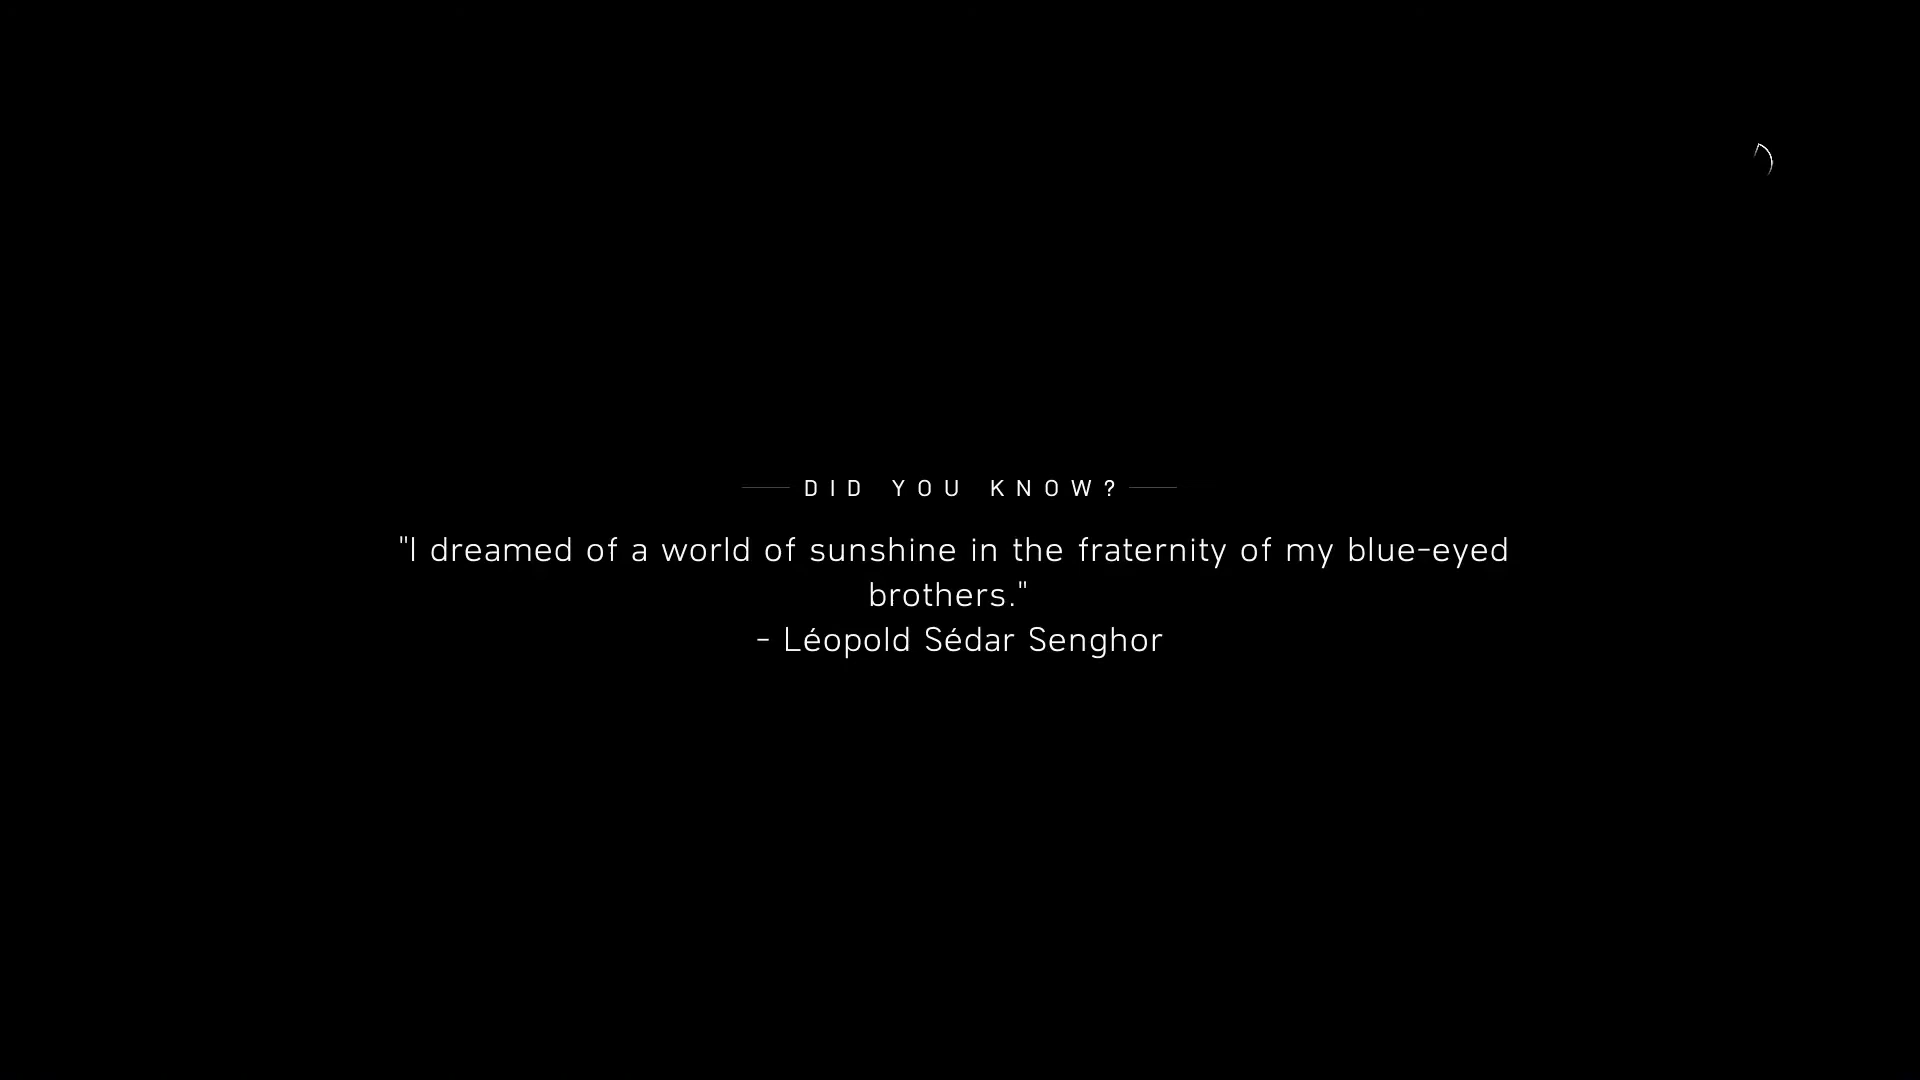 DID YOU KNOW?
"I dreamed of a world of sunshine in the fraternity of my blue-eyed
brothers."
- Léopold Sédar Senghor